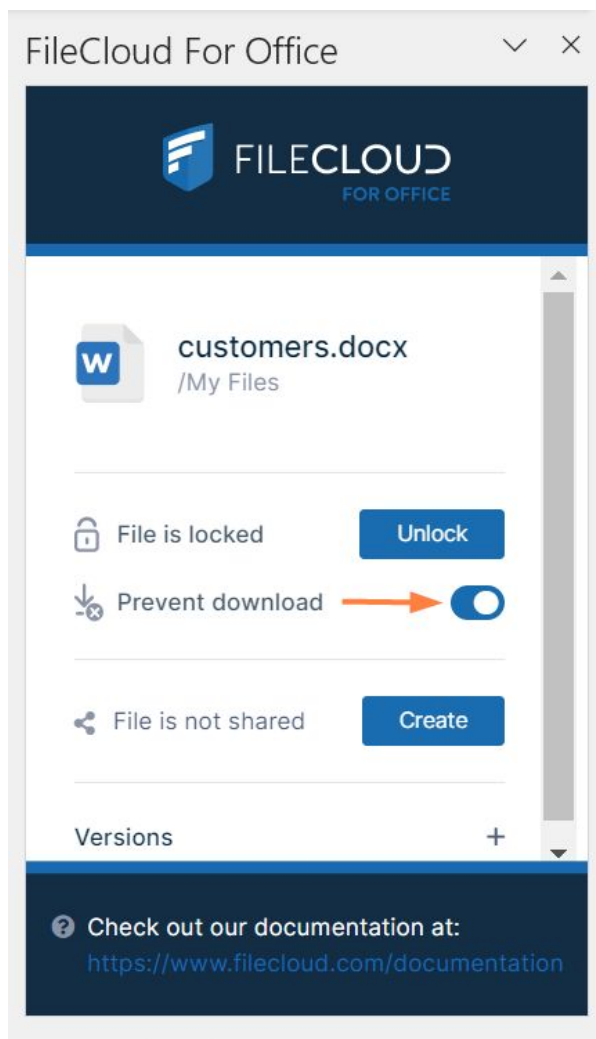 FileCloud For Office
FILECLOUD
FOR OFFICE
W
customers.docx
/My Files
File is locked
Unlock
Prevent download
File is not shared
Create
Versions
+
? Check out our documentation at:
https://www.filecloud.com/documentation